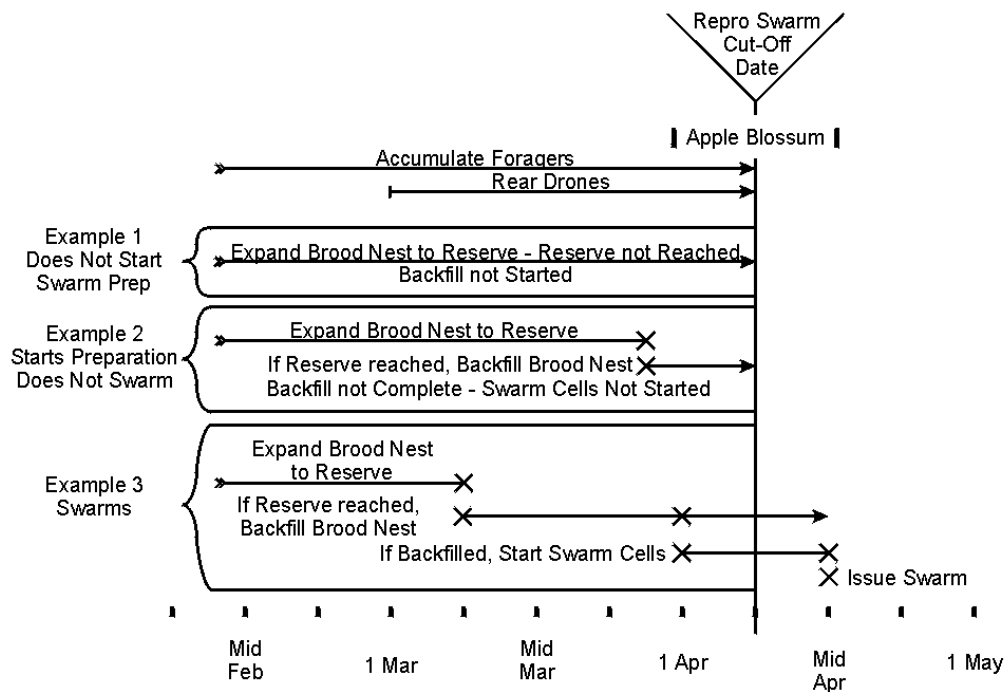 Repro Swarm
Cut-Off
Date
Apple Blossum
Accumulate Foragers
Rear Drones
Example 1
Does Not Start
Swarm Prep
Expand Brood Nest to Reserve - Reserve not Reached
Backfill not Started
Example 2
Starts Preparation
Does Not Swarm
Expand Brood Nest to Reserve
If Reserve reached, Backfill Brood Nest
Backfill not Complete - Swarm Cells Not Started
Example 3
Swarms
Expand Brood Nest
to Reserve
If Reserve reached,
Backfill Brood Nest
If Backfilled, Start Swarm Cells
Issue Swarm
Mid
Feb
1 Mar
Mid
Mar
1 Apr
Mid
Apr
1 May